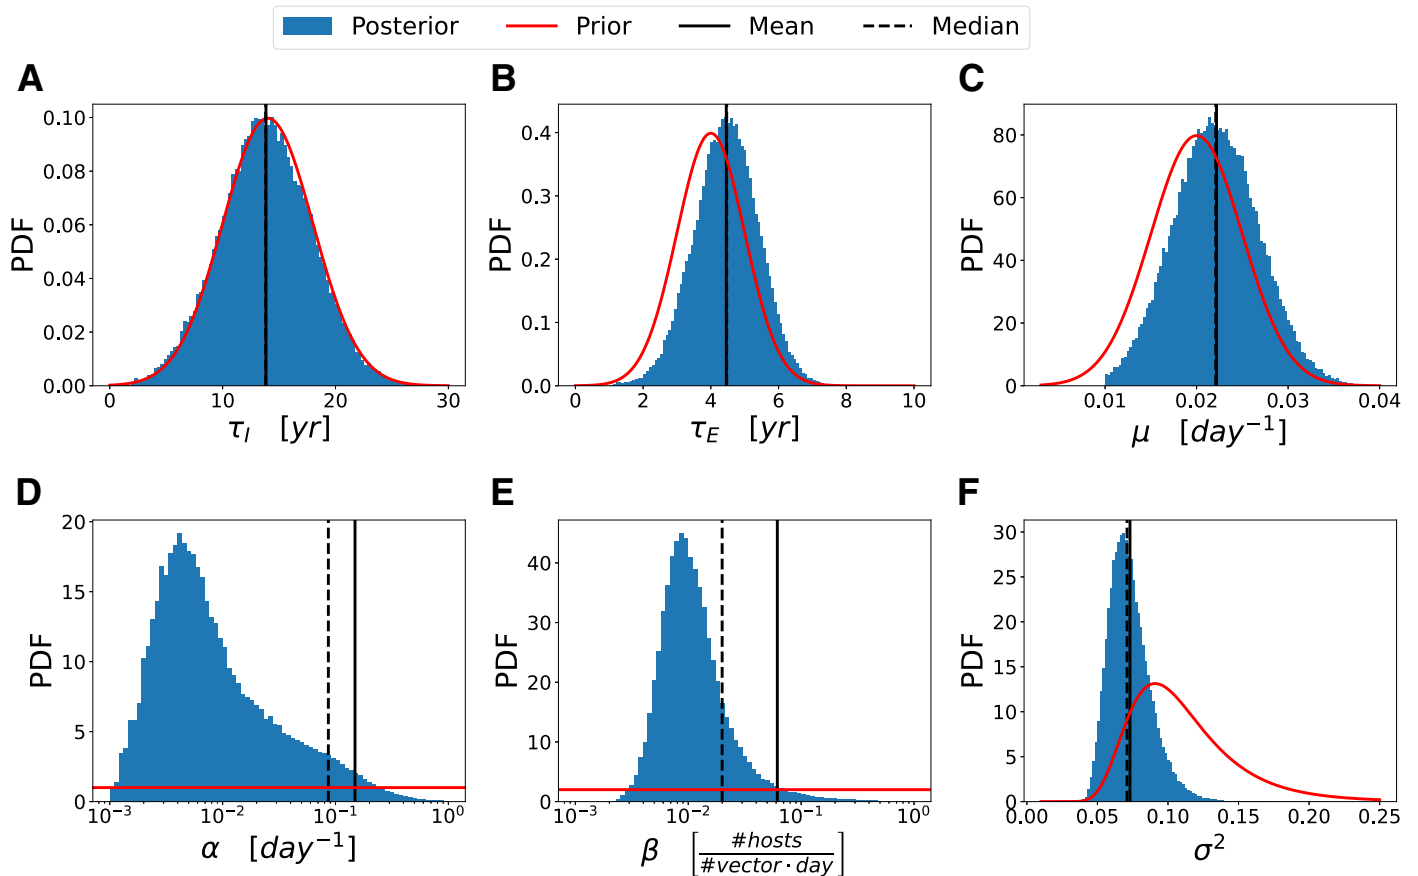 Posterior Prior Mean Median
A B C
PDF PDF PDF
0.10 0.08 0.06 0.04 0.02 0.00
0 10 20 30
τ_I [yr]
0.4 0.3 0.2 0.1 0.0
0 2 4 6 8 10
τ_E [yr]
80 60 40 20 0
0.01 0.02 0.03 0.04
μ [day⁻¹]
D E F
PDF PDF PDF
20 15 10 5 0
10⁻³ 10⁻² 10⁻¹ 10⁰
α [day⁻¹]
40 30 20 10 0
10⁻³ 10⁻² 10⁻¹ 10⁰
β [#hosts
#vector · day]
30 25 20 15 10 5 0
0.00 0.05 0.10 0.15 0.20 0.25
σ²